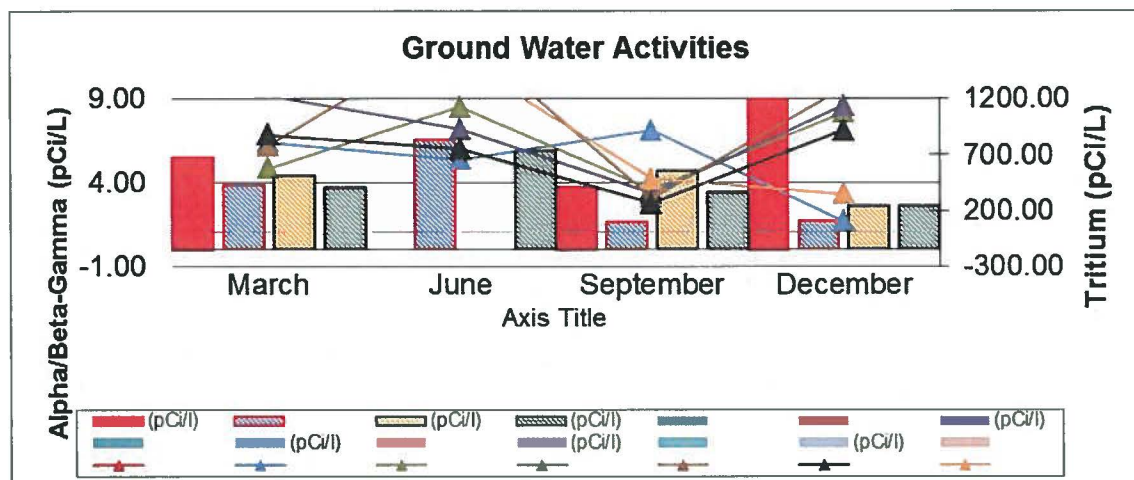 Ground Water Activities
Alpha/Beta-Gamma (pCi/L)
9.00
4.00
-1.00
1200.00
700.00
200.00
-300.00
Tritium (pCi/L)
March June September December
Axis Title
(pCi/l) (pCi/l) (pCi/l) (pCi/l)
(pCi/l) (pCi/l) (pCi/l)